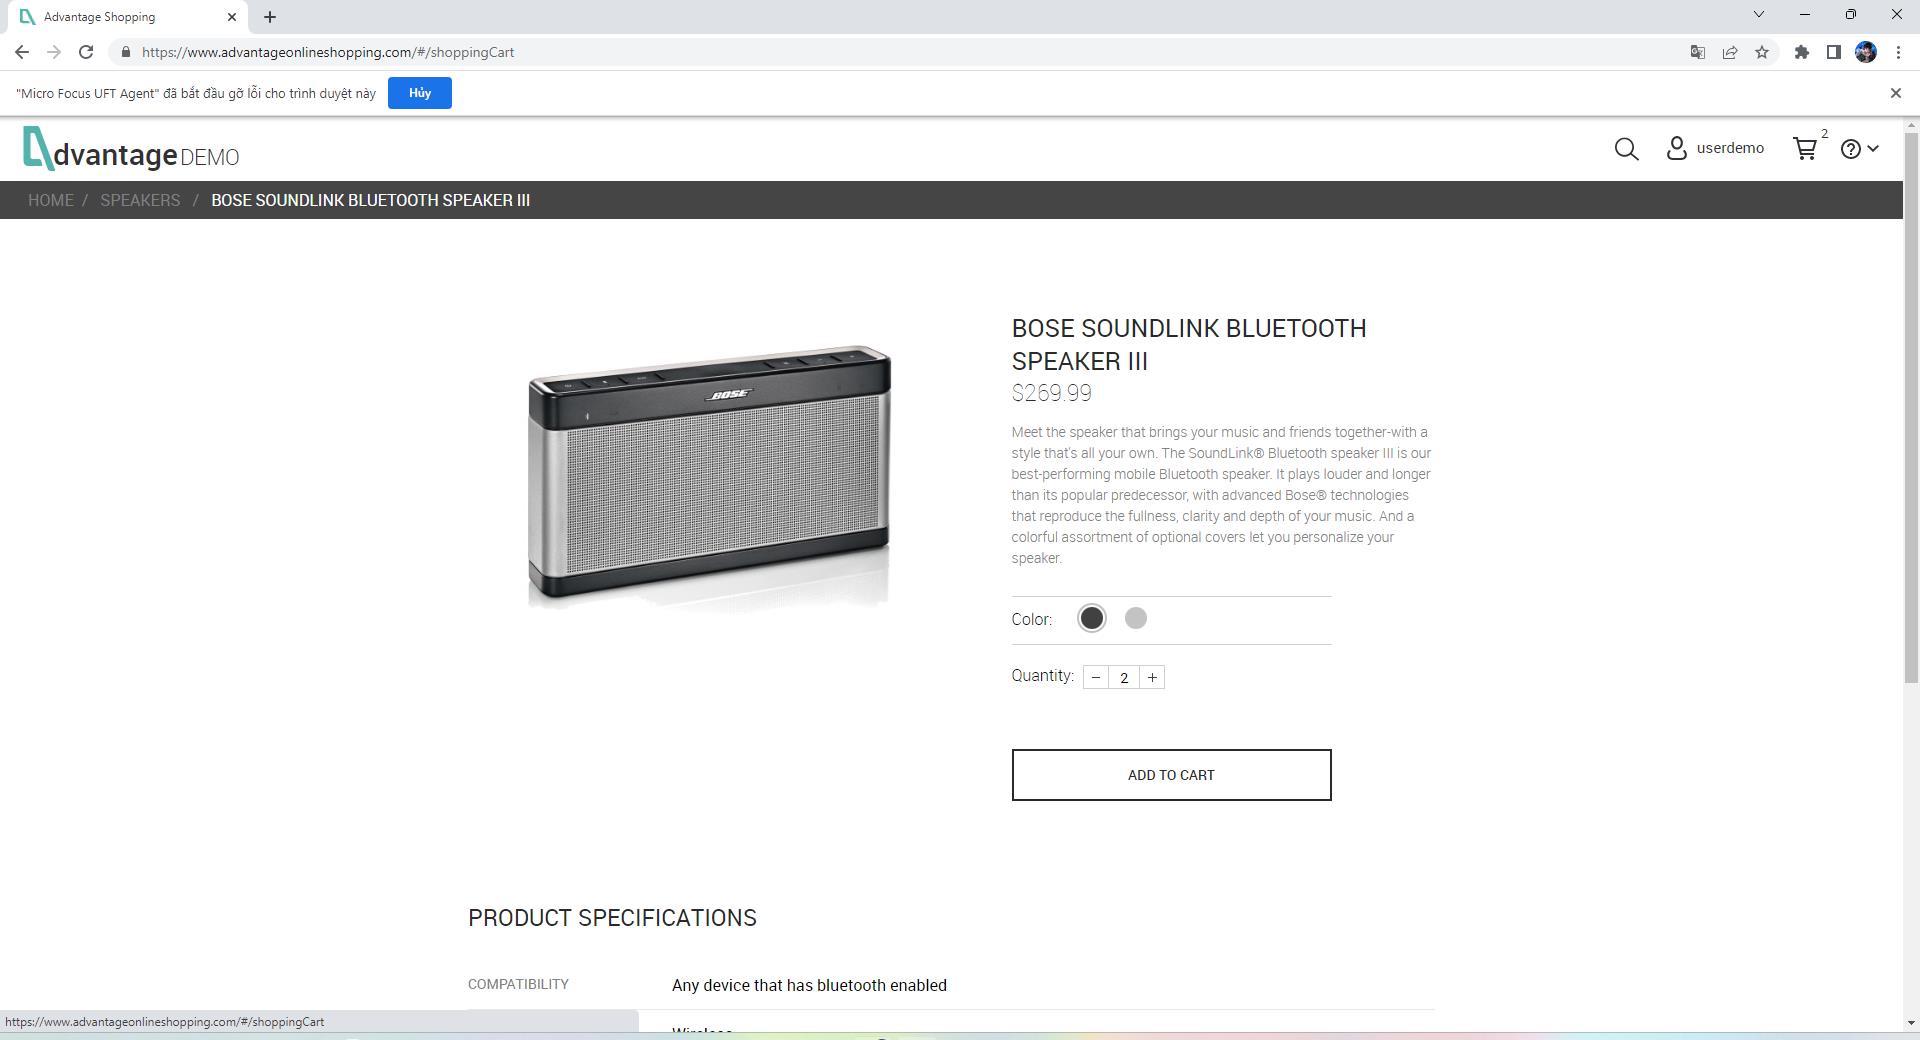 Advantage Shopping
https://www.advantageonlineshopping.com/#/shoppingCart
"Micro Focus UFT Agent" đã bắt đầu gỡ lỗi cho trình duyệt này
Hủy
dvantage DEMO
userdemo
2
HOME / SPEAKERS / BOSE SOUNDLINK BLUETOOTH SPEAKER III
BOSE
BOSE SOUNDLINK BLUETOOTH
SPEAKER III
$269.99
Meet the speaker that brings your music and friends together-with a
style that's all your own. The SoundLink® Bluetooth speaker III is our
best-performing mobile Bluetooth speaker. It plays louder and longer
than its popular predecessor, with advanced Bose® technologies
that reproduce the fullness, clarity and depth of your music. And a
colorful assortment of optional covers let you personalize your
speaker.
Color:
Quantity: − 2 +
ADD TO CART
PRODUCT SPECIFICATIONS
COMPATIBILITY Any device that has bluetooth enabled
Wireless
https://www.advantageonlineshopping.com/#/shoppingCart